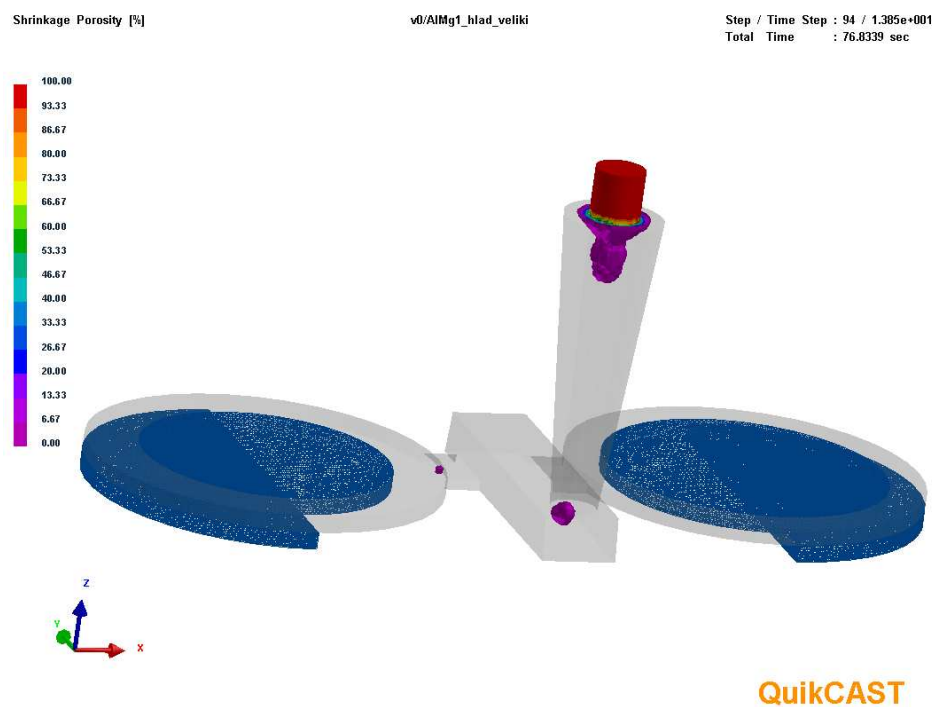 Shrinkage Porosity [%]
v0/AlMg1_hlad_veliki
Step / Time Step : 94 / 1.385e+001
Total Time : 76.8339 sec
100.00
93.33
86.67
80.00
73.33
66.67
60.00
53.33
46.67
40.00
33.33
26.67
20.00
13.33
6.67
0.00
Z
Y
X
QuikCAST